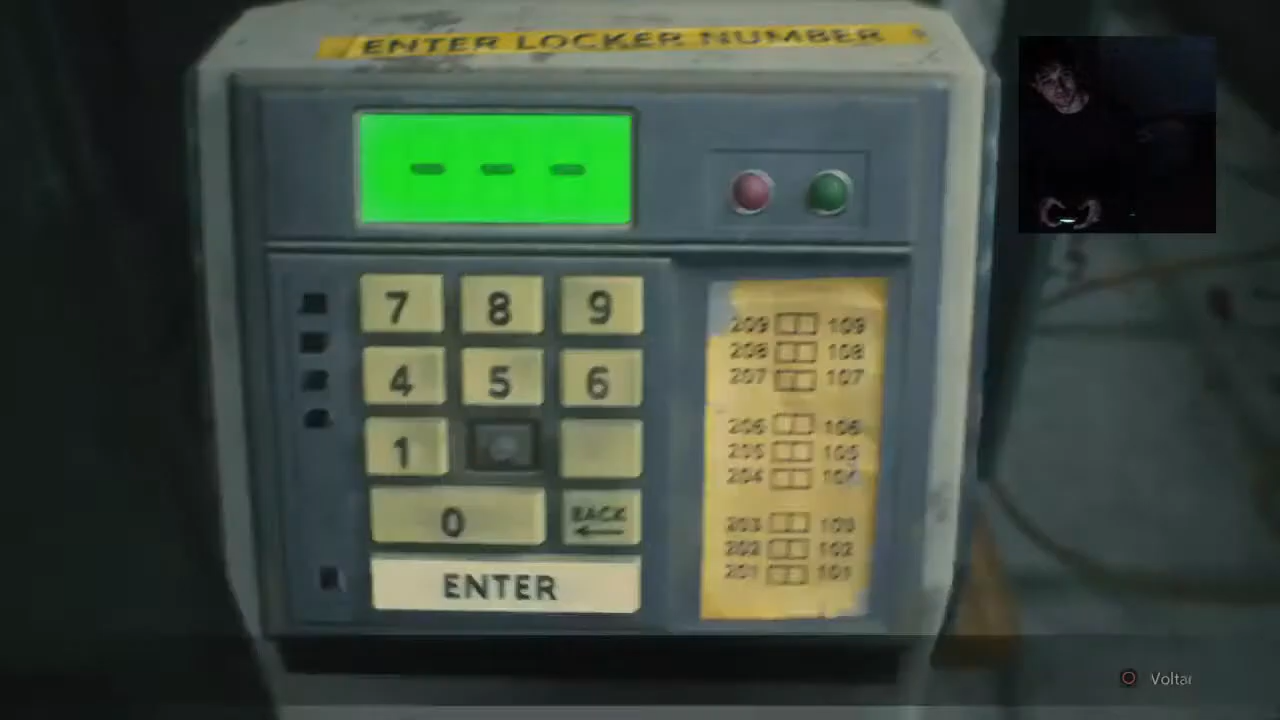 ENTER LOCKER NUMBER
- - -
7 8 9
4 5 6
1
0 BACK
ENTER
209 109
208 108
207 107
206 106
205 105
204 104
203 103
202 102
201 101
Voltar